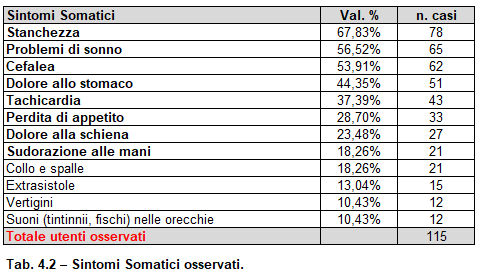 Sintomi Somatici Val. % n. casi
Stanchezza 67,83% 78
Problemi di sonno 56,52% 65
Cefalea 53,91% 62
Dolore allo stomaco 44,35% 51
Tachicardia 37,39% 43
Perdita di appetito 28,70% 33
Dolore alla schiena 23,48% 27
Sudorazione alle mani 18,26% 21
Collo e spalle 18,26% 21
Extrasistole 13,04% 15
Vertigini 10,43% 12
Suoni (tintinnii, fischi) nelle orecchie 10,43% 12
Totale utenti osservati 115
Tab. 4.2 – Sintomi Somatici osservati.